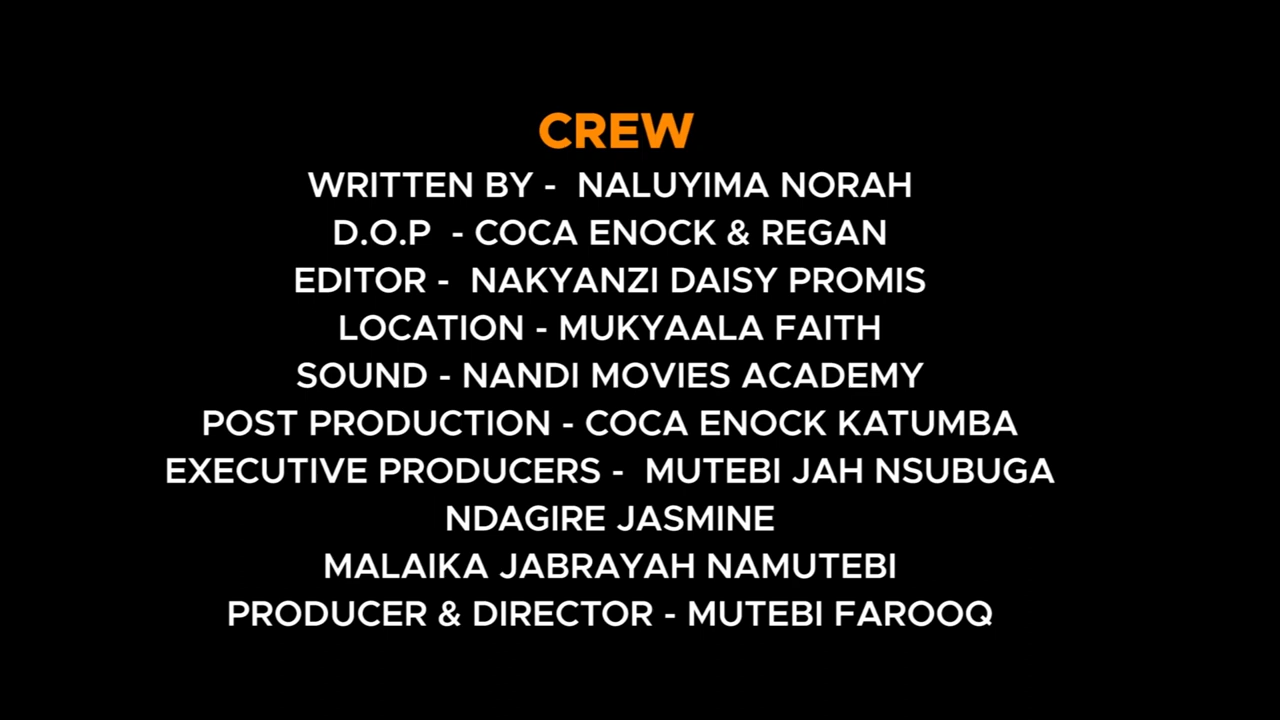 CREW
WRITTEN BY - NALUYIMA NORAH
D.O.P - COCA ENOCK & REGAN
EDITOR - NAKYANZI DAISY PROMIS
LOCATION - MUKYAALA FAITH
SOUND - NANDI MOVIES ACADEMY
POST PRODUCTION - COCA ENOCK KATUMBA
EXECUTIVE PRODUCERS - MUTEBI JAH NSUBUGA
NDAGIRE JASMINE
MALAIKA JABRAYAH NAMUTEBI
PRODUCER & DIRECTOR - MUTEBI FAROOQ